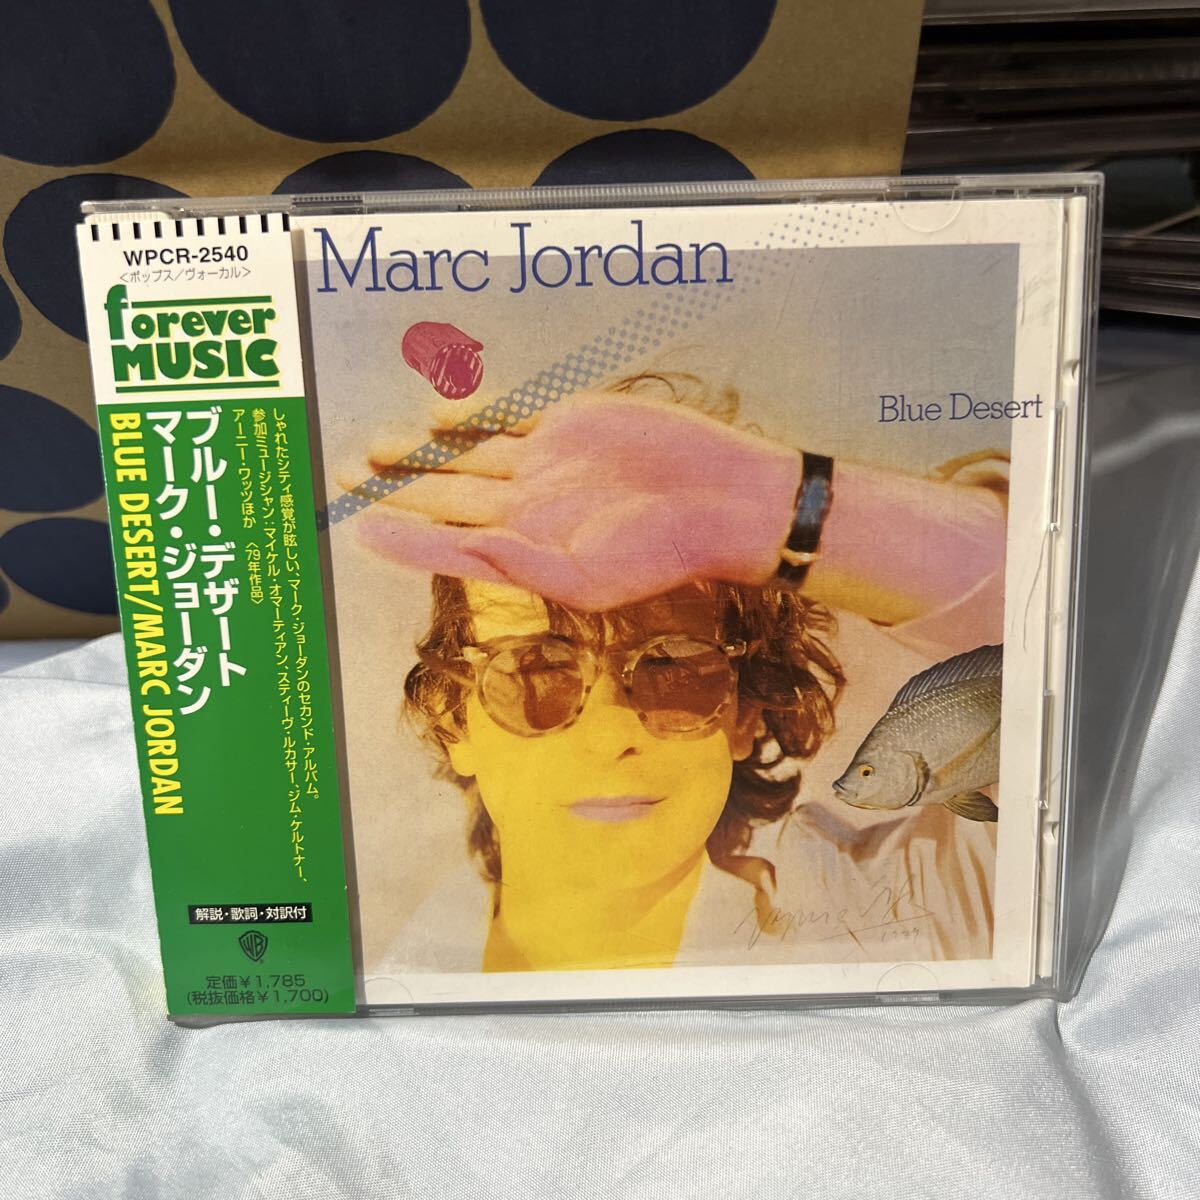 WPCR-2540
<ポップス/ヴォーカル>
forever
MUSIC
ブルー・デザート
マーク・ジョーダン
BLUE DESERT/MARC JORDAN
しゃれたシティ感覚が眩しい、マーク・ジョーダンのセカンド・アルバム。
参加ミュージシャン:マイケル・オマーティアン、スティーヴ・ルカサー、ジム・ケルトナー、
アーニー・ワッツほか 〈'79年作品〉
解説・歌詞・対訳付
WB
定価¥1,785
(税抜価格¥1,700)
Marc Jordan
Blue Desert
1979